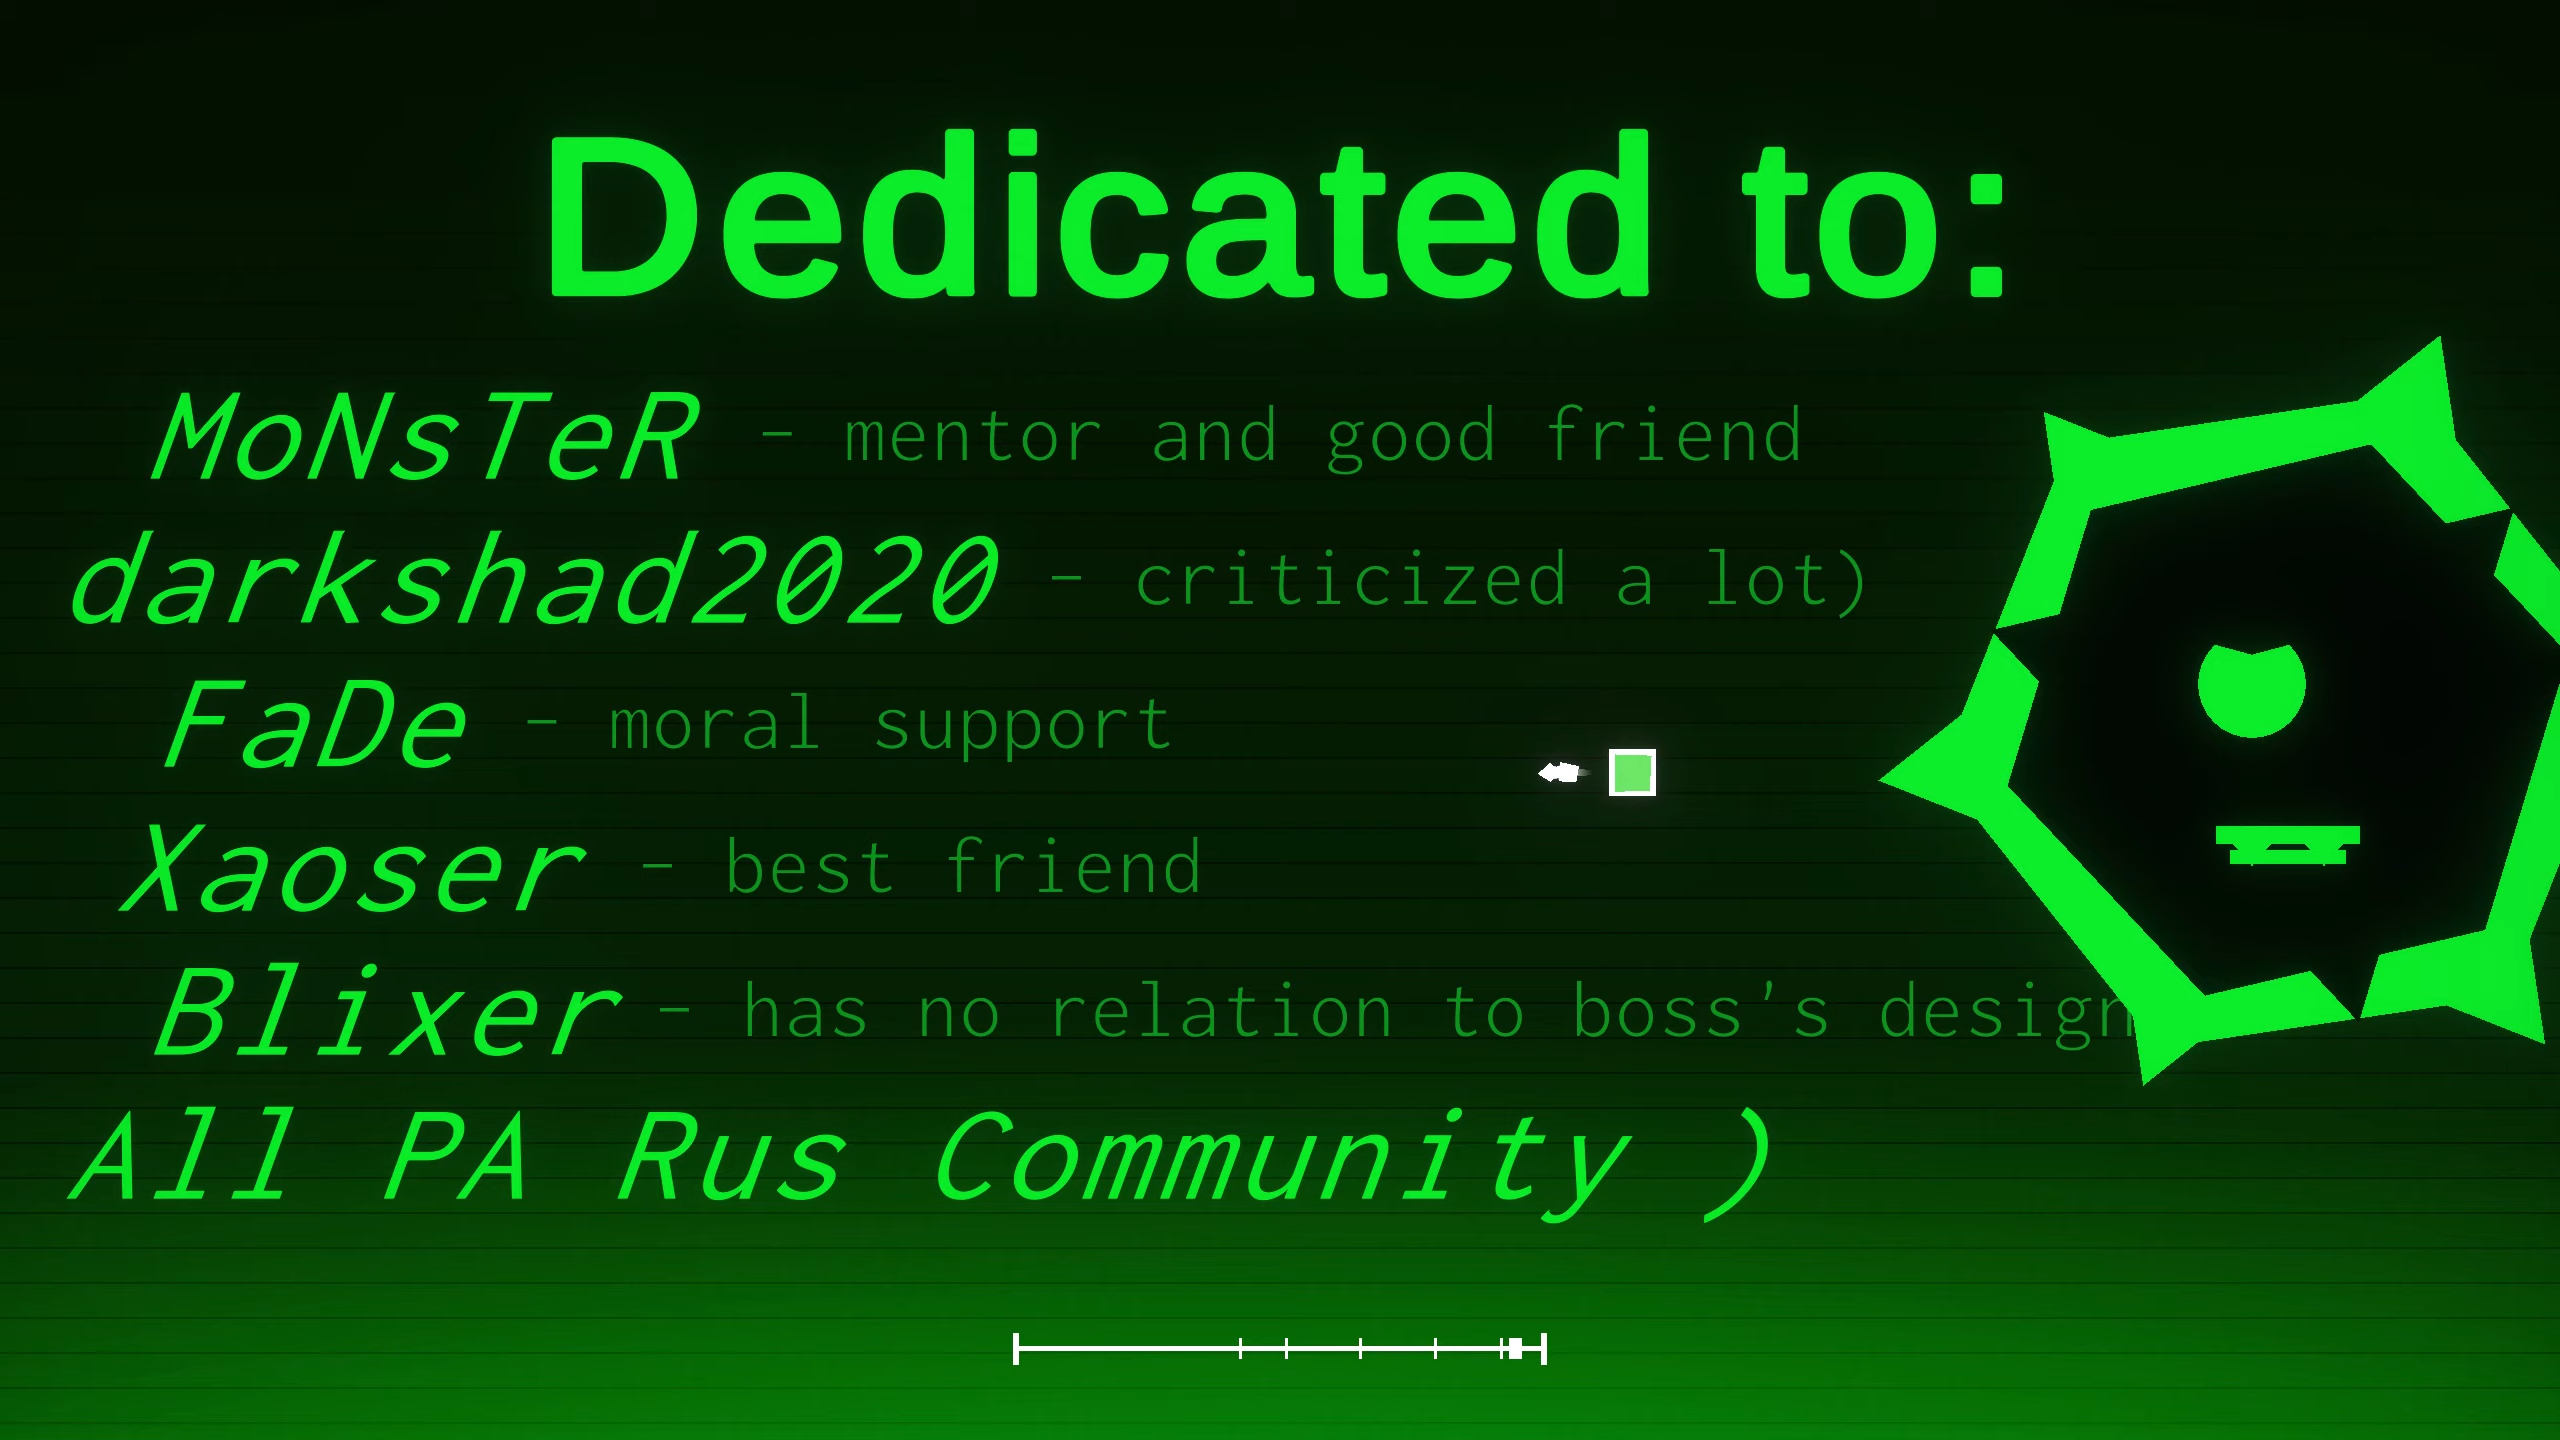 Dedicated to:
MoNsTeR - mentor and good friend
darkshad2020 - criticized a lot)
FaDe - moral support
Xaoser - best friend
Blixer - has no relation to boss's design
All PA Rus Community )